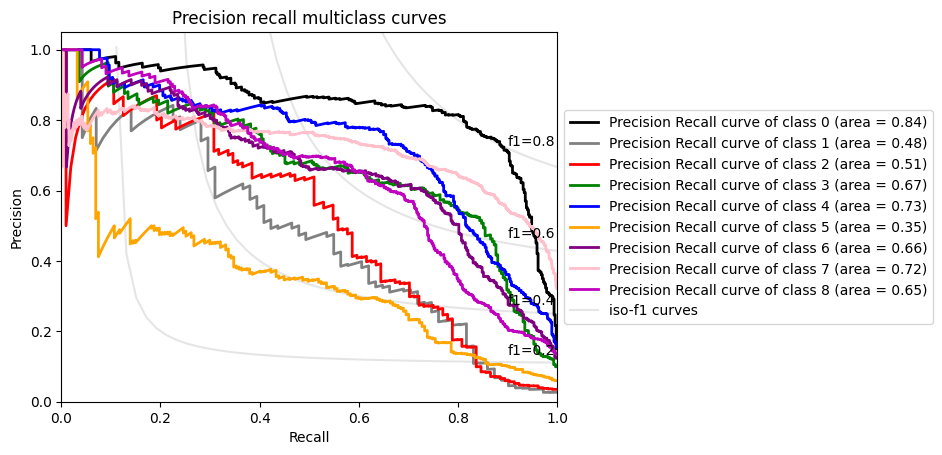 Precision recall multiclass curves
Precision
1.0
0.8
0.6
0.4
0.2
0.0
f1=0.8
f1=0.6
f1=0.4
f1=0.2
0.0 0.2 0.4 0.6 0.8 1.0
Recall
Precision Recall curve of class 0 (area = 0.84)
Precision Recall curve of class 1 (area = 0.48)
Precision Recall curve of class 2 (area = 0.51)
Precision Recall curve of class 3 (area = 0.67)
Precision Recall curve of class 4 (area = 0.73)
Precision Recall curve of class 5 (area = 0.35)
Precision Recall curve of class 6 (area = 0.66)
Precision Recall curve of class 7 (area = 0.72)
Precision Recall curve of class 8 (area = 0.65)
iso-f1 curves